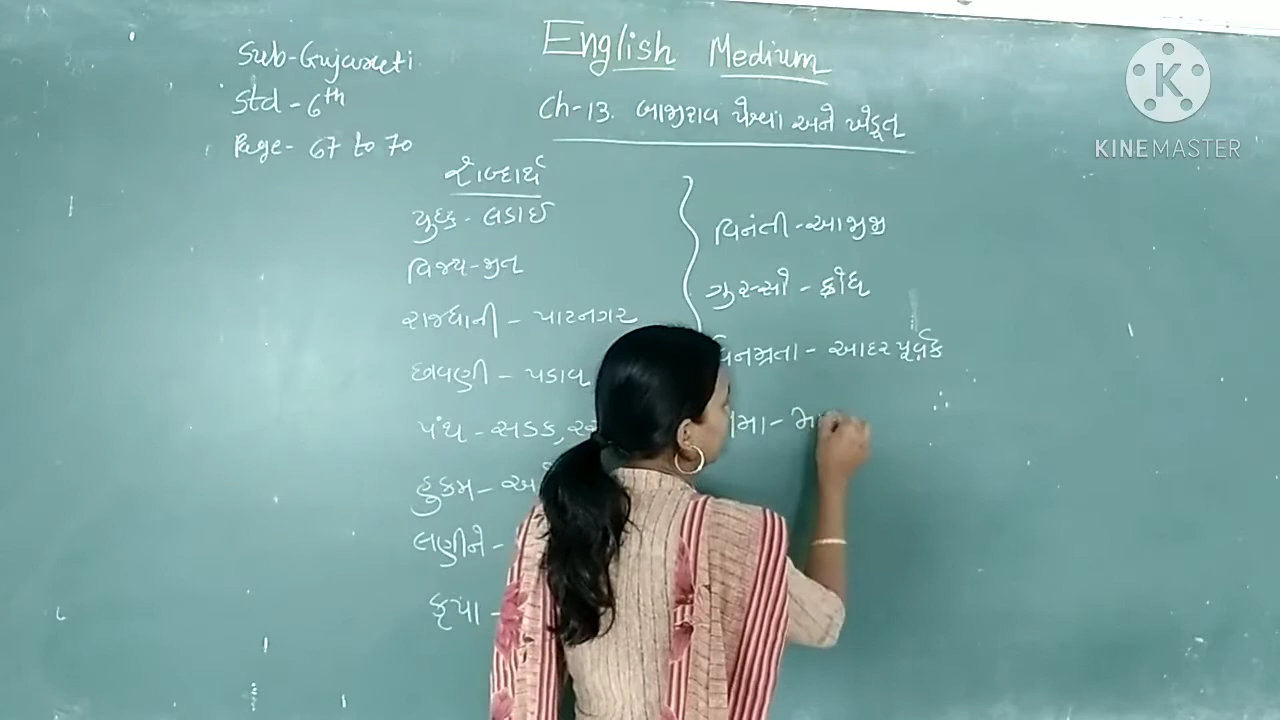 English Medium
Sub-Gujarati
Std - 6th
Page - 67 to 70
Ch-13. બાજીરાવ પેશ્વા અને ખેડૂત
શબ્દાર્થ
યુદ્ધ - લડાઈ
વિજય - જીત
રાજધાની - પાટનગર
છાવણી - પડાવ
પંથ - સડક,
હુકમ -
લણીને -
કૃપા -
વિનંતી - આજીજી
ગુસ્સો - ક્રોધ
વિનમ્રતા - આદરપૂર્વક
KINEMASTER